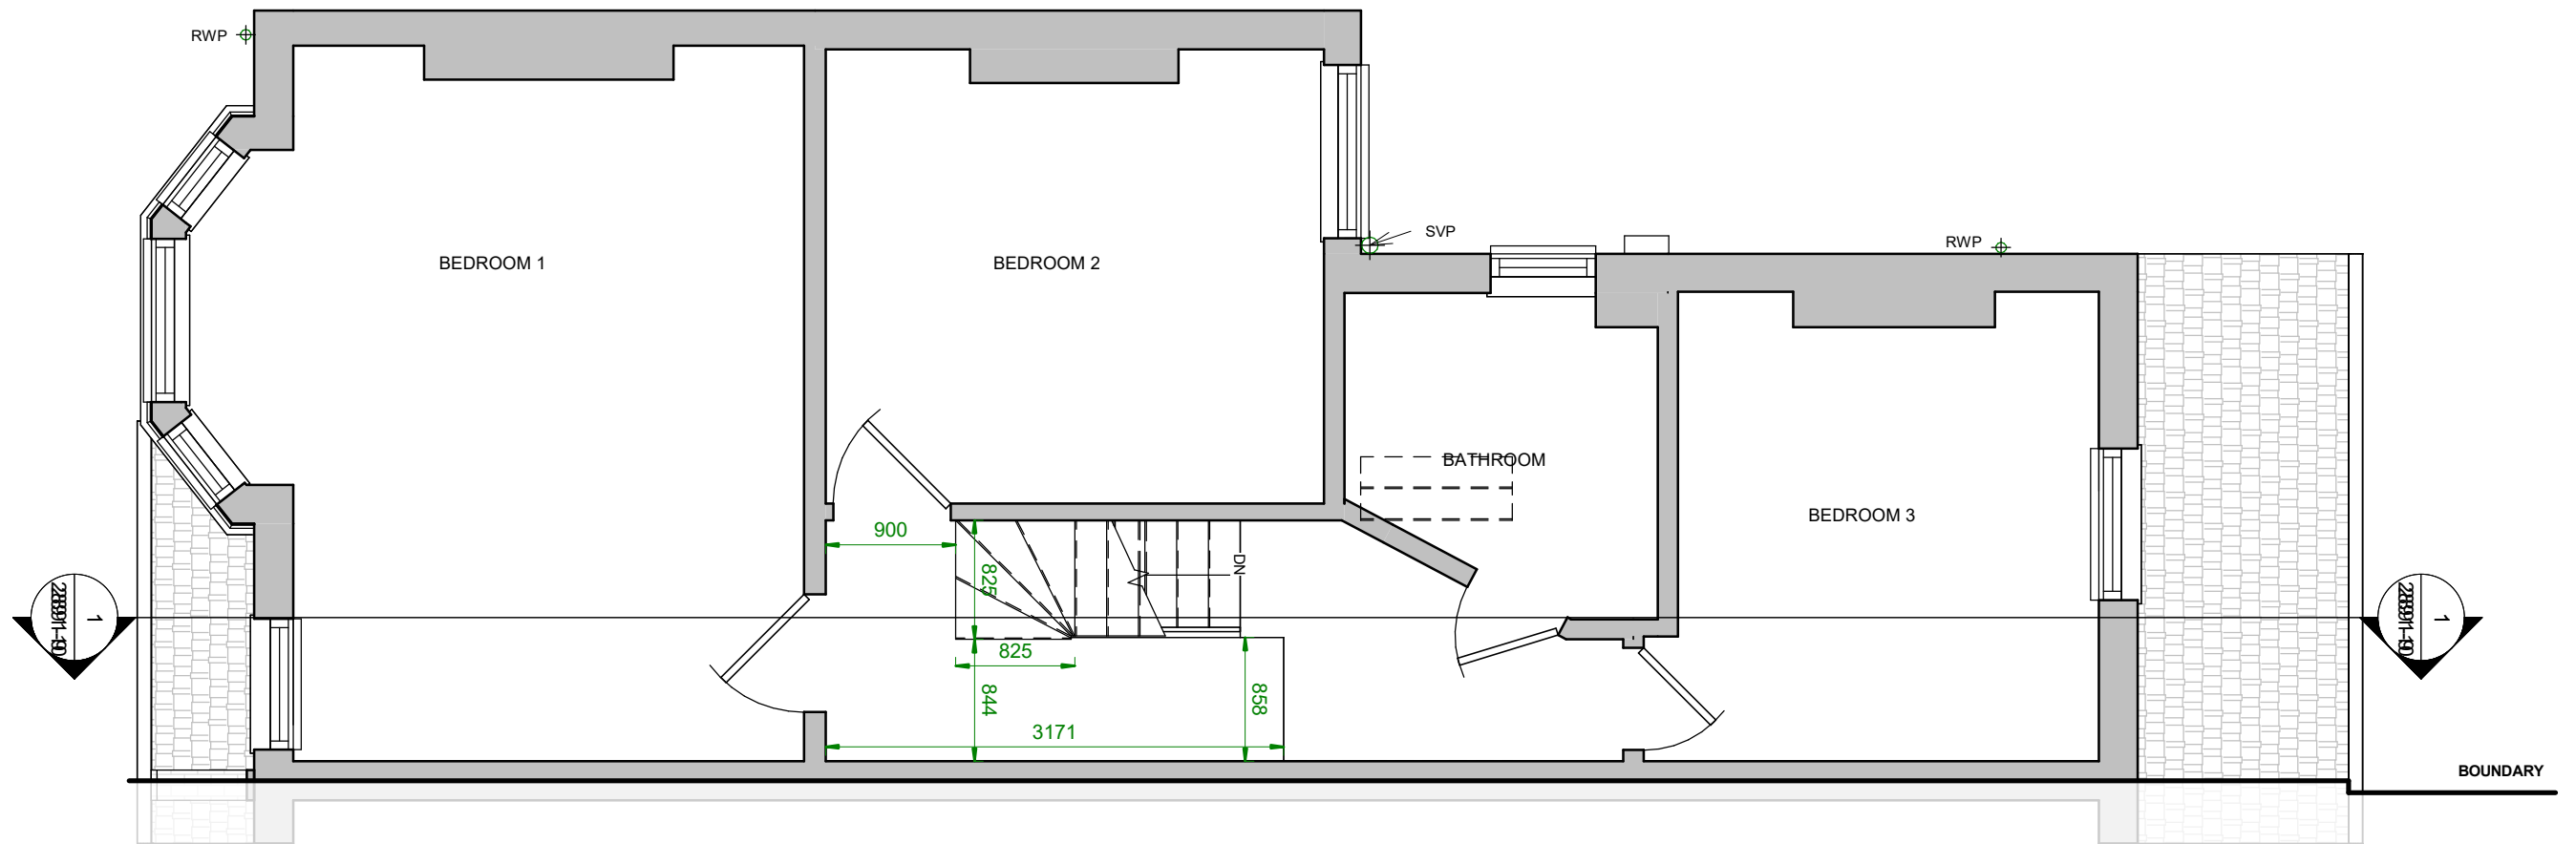 RWP
SVP
RWP
BEDROOM 1
BEDROOM 2
BATHROOM
BEDROOM 3
900
825
DN
825
844
858
3171
1
1
BOUNDARY